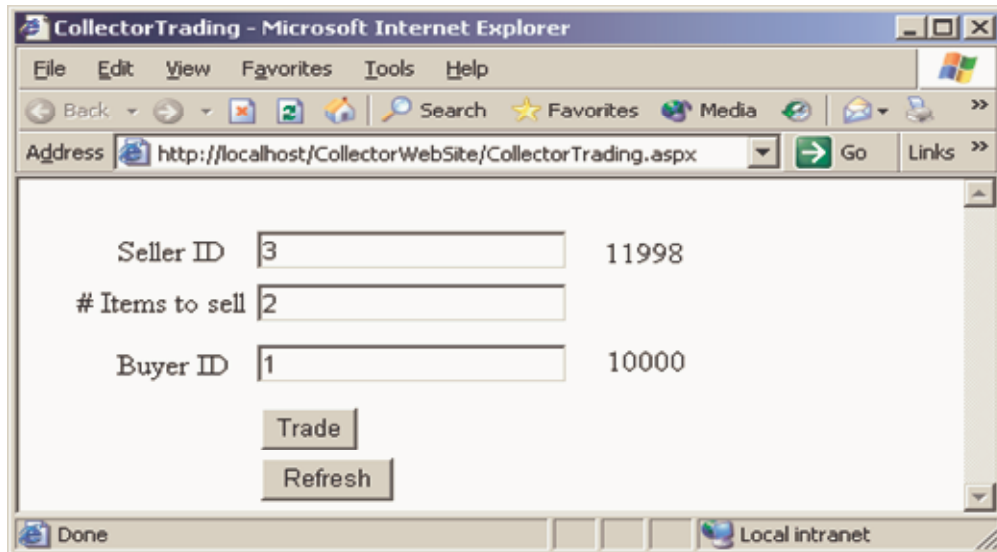 CollectorTrading - Microsoft Internet Explorer
File Edit View Favorites Tools Help
Back Search Favorites Media »
Address http://localhost/CollectorWebSite/CollectorTrading.aspx Go Links »
Seller ID 3 11998
# Items to sell 2
Buyer ID 1 10000
Trade
Refresh
Done Local intranet